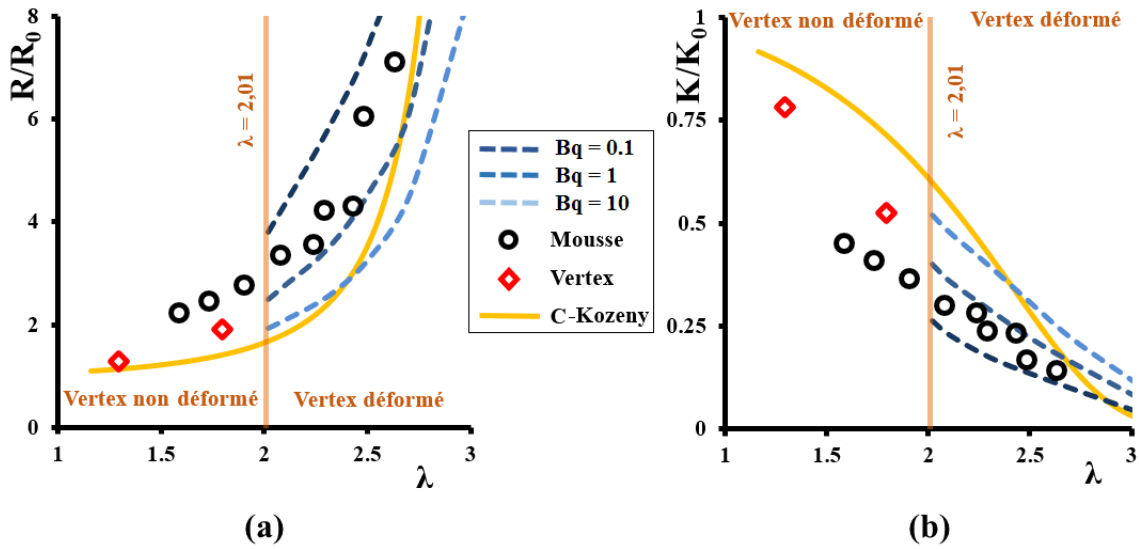 R/R0
8
6
4
2
0
1
1.5
2
2.5
3
λ
λ = 2,01
Vertex non déformé
Vertex déformé
(a)
Bq = 0.1
Bq = 1
Bq = 10
Mousse
Vertex
C-Kozeny
K/K0
1
0.75
0.5
0.25
0
1
1.5
2
2.5
3
λ
Vertex non déformé
Vertex déformé
λ = 2,01
(b)